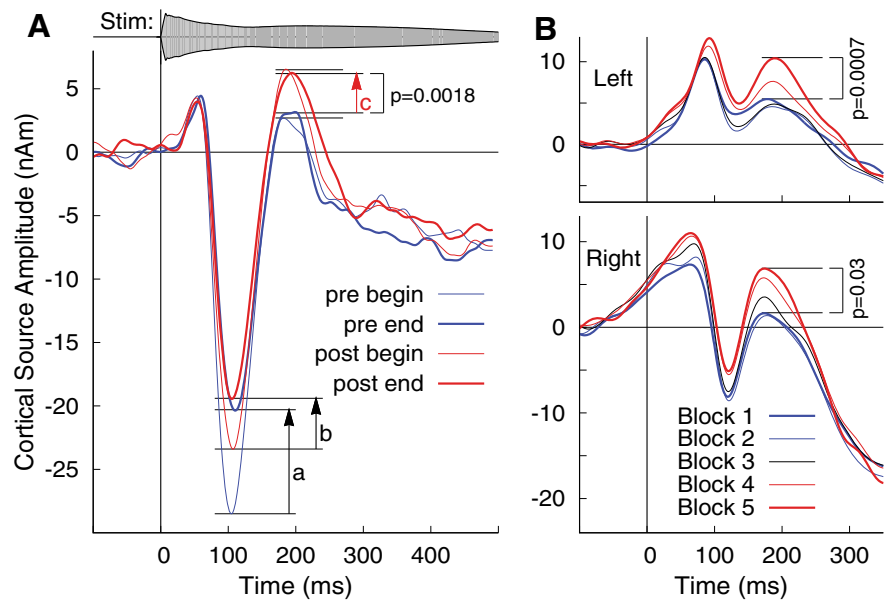 A
Stim:
5
0
-5
-10
-15
-20
-25
Cortical Source Amplitude (nAm)
c
p=0.0018
pre begin
pre end
post begin
post end
b
a
0 100 200 300 400
Time (ms)
B
10
0
Left
p=0.0007
10
0
-10
-20
Right
p=0.03
Block 1
Block 2
Block 3
Block 4
Block 5
0 100 200 300
Time (ms)